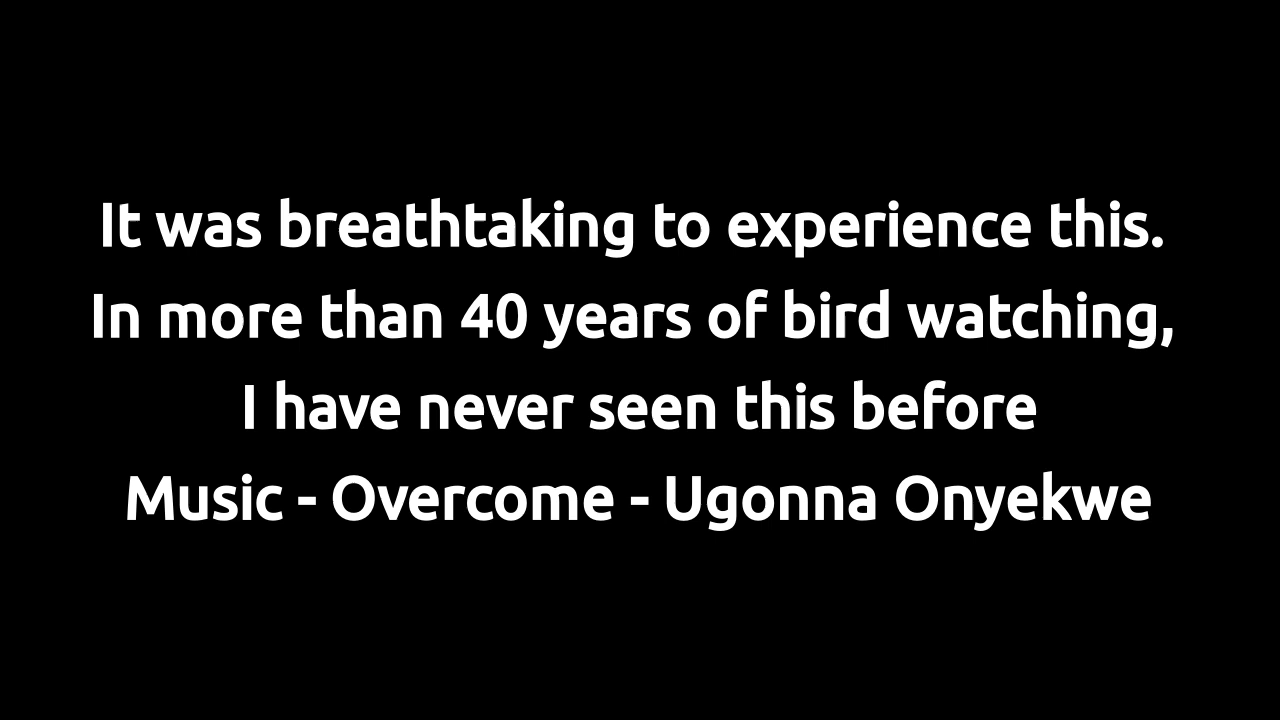 It was breathtaking to experience this.
In more than 40 years of bird watching,
I have never seen this before
Music - Overcome - Ugonna Onyekwe